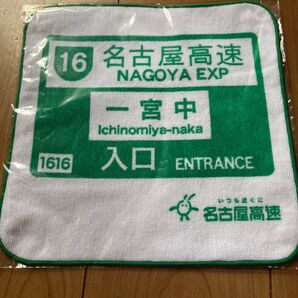 16 名古屋高速
NAGOYA EXP
一宮中
Ichinomiya-naka
1616 入口 ENTRANCE
いつも近くに
名古屋高速